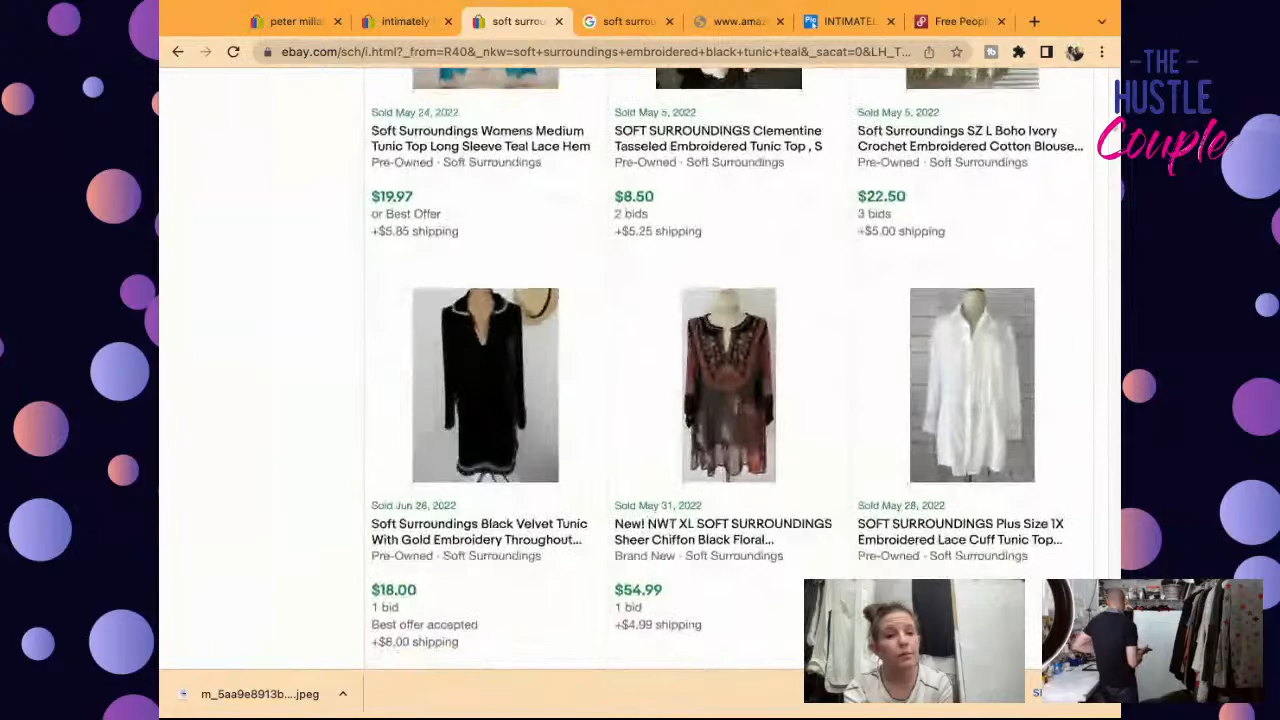 peter milla
intimately
soft surrou
soft surrou
www.amaz
INTIMATEL
Free Peopl
ebay.com/sch/i.html?_from=R40&_nkw=soft+surroundings+embroidered+black+tunic+teal&_sacat=0&LH_T...
-THE-
HUSTLE
Couple
Sold May 24, 2022
Soft Surroundings Womens Medium
Tunic Top Long Sleeve Teal Lace Hem
Pre-Owned · Soft Surroundings
$19.97
or Best Offer
+$5.85 shipping
Sold May 5, 2022
SOFT SURROUNDINGS Clementine
Tasseled Embroidered Tunic Top , S
Pre-Owned · Soft Surroundings
$8.50
2 bids
+$5.25 shipping
Sold May 5, 2022
Soft Surroundings SZ L Boho Ivory
Crochet Embroidered Cotton Blouse...
Pre-Owned · Soft Surroundings
$22.50
3 bids
+$5.00 shipping
Sold Jun 26, 2022
Soft Surroundings Black Velvet Tunic
With Gold Embroidery Throughout...
Pre-Owned · Soft Surroundings
$18.00
1 bid
Best offer accepted
+$8.00 shipping
Sold May 31, 2022
New! NWT XL SOFT SURROUNDINGS
Sheer Chiffon Black Floral...
Brand New · Soft Surroundings
$54.99
1 bid
+$4.99 shipping
Sold May 28, 2022
SOFT SURROUNDINGS Plus Size 1X
Embroidered Lace Cuff Tunic Top...
Pre-Owned · Soft Surroundings
m_5aa9e8913b....jpeg